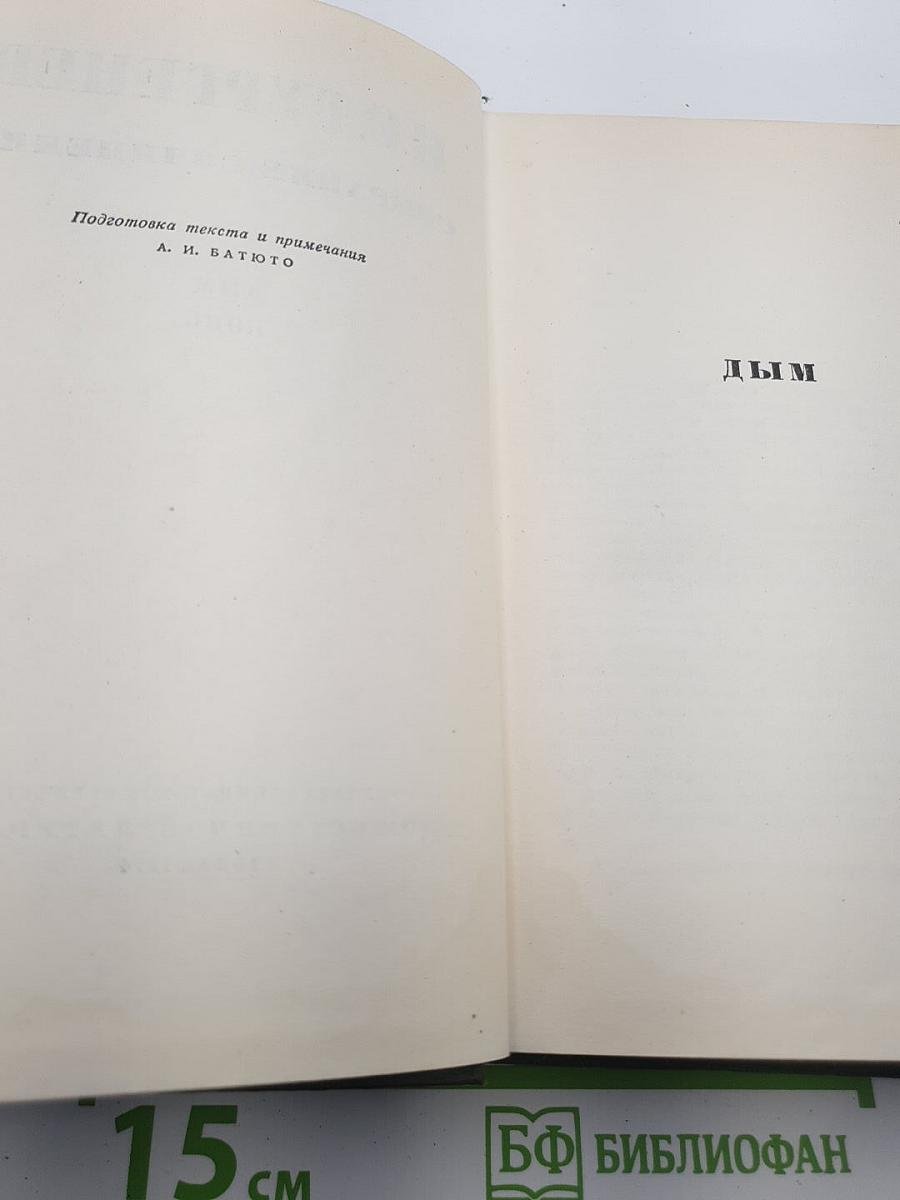 Подготовка текста и примечания
А. И. БАТЮТО
ДЫМ
15 см
БФ БИБЛИОФАН